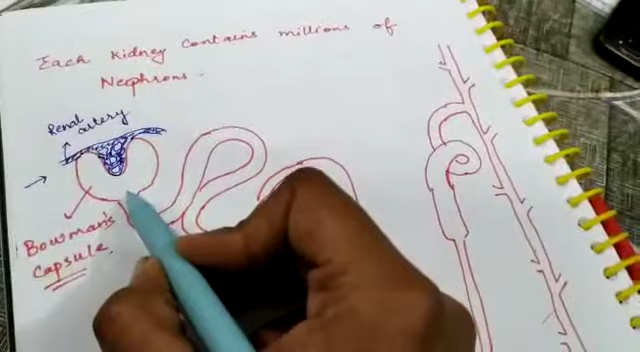 Each kidney contains millions of
Nephrons.
Renal
artery
Bowman's
Capsule.